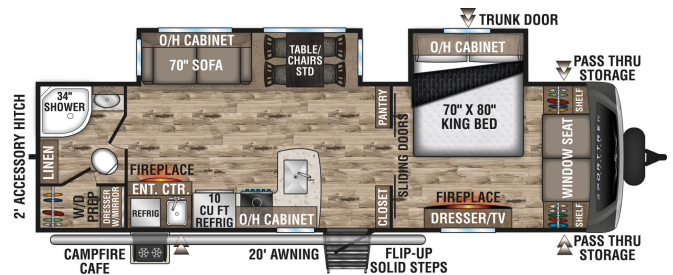 TRUNK DOOR
O/H CABINET
70" SOFA
TABLE/
CHAIRS
STD
O/H CABINET
PASS THRU
STORAGE
34"
SHOWER
PANTRY
70" X 80"
KING BED
SHELF
2" ACCESSORY HITCH
LINEN
SLIDING DOORS
WINDOW SEAT
SPORTTREK
FIREPLACE
ENT. CTR.
W/D
PREP
DRESSER
W/MIRROR
REFRIG
10
CU FT
REFRIG
O/H CABINET
CLOSET
FIREPLACE
DRESSER/TV
SHELF
CAMPFIRE
CAFE
20' AWNING
FLIP-UP
SOLID STEPS
PASS THRU
STORAGE